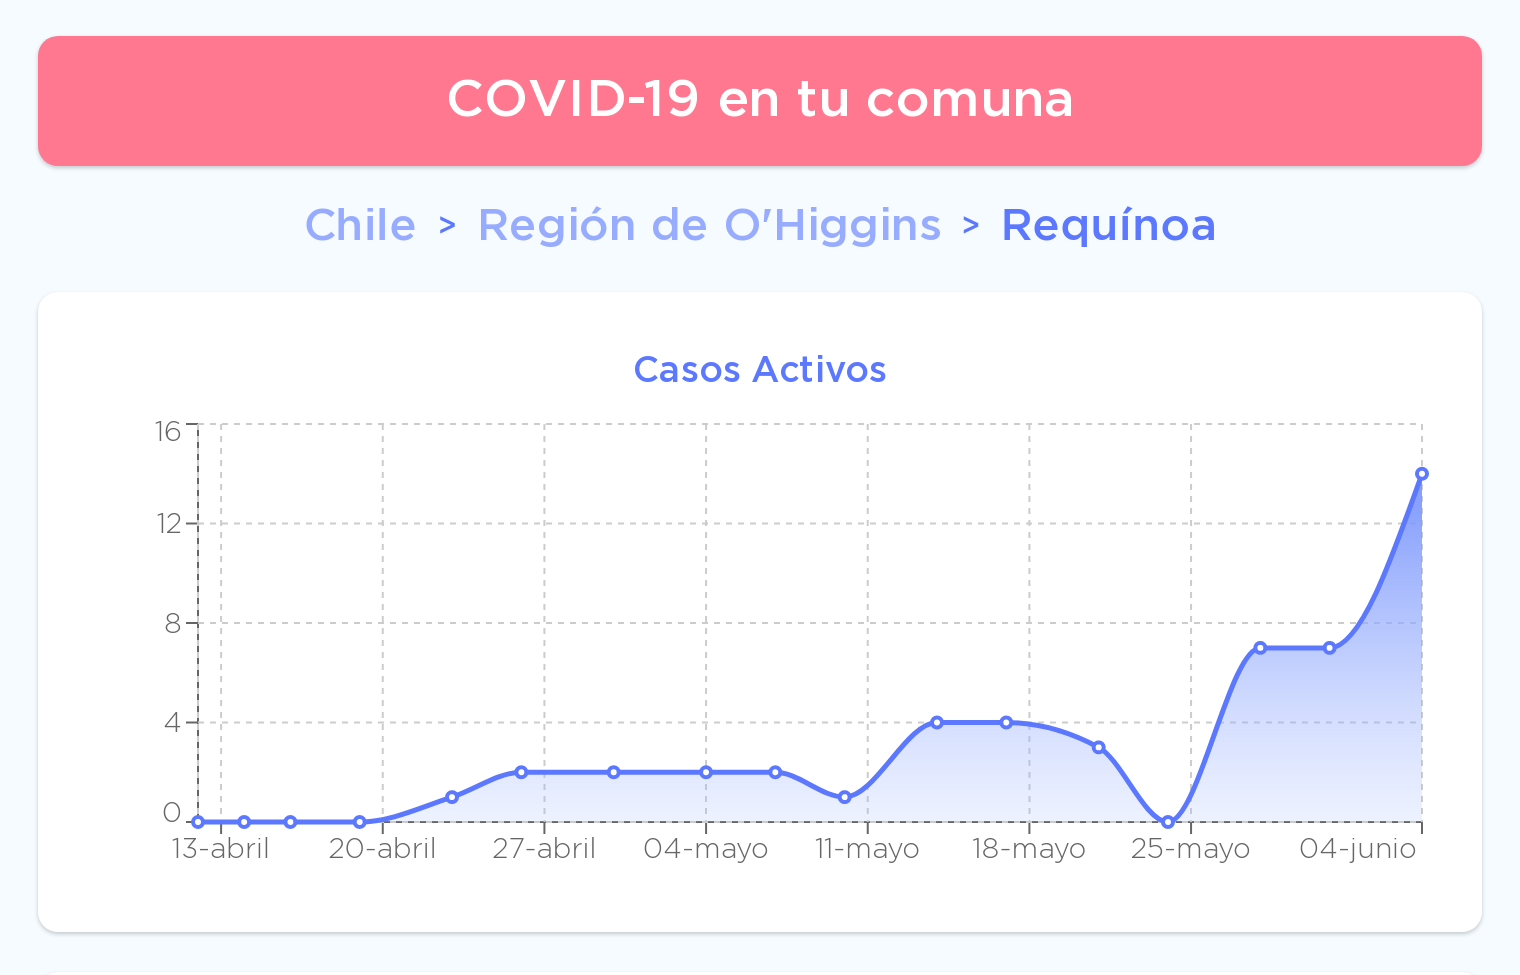 COVID-19 en tu comuna
Chile > Región de O'Higgins > Requínoa
Casos Activos
16
12
8
4
0
13-abril 20-abril 27-abril 04-mayo 11-mayo 18-mayo 25-mayo 04-junio